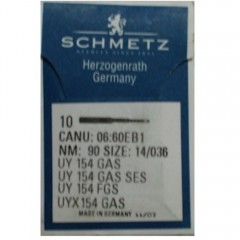 SCHMETZ
Herzogenrath
Germany
10
CANU: 06:60EB1
NM: 90 SIZE: 14/036
UY 154 GAS
UY 154 GAS SES
UY 154 FGS
UYX154 GAS
MADE IN GERMANY